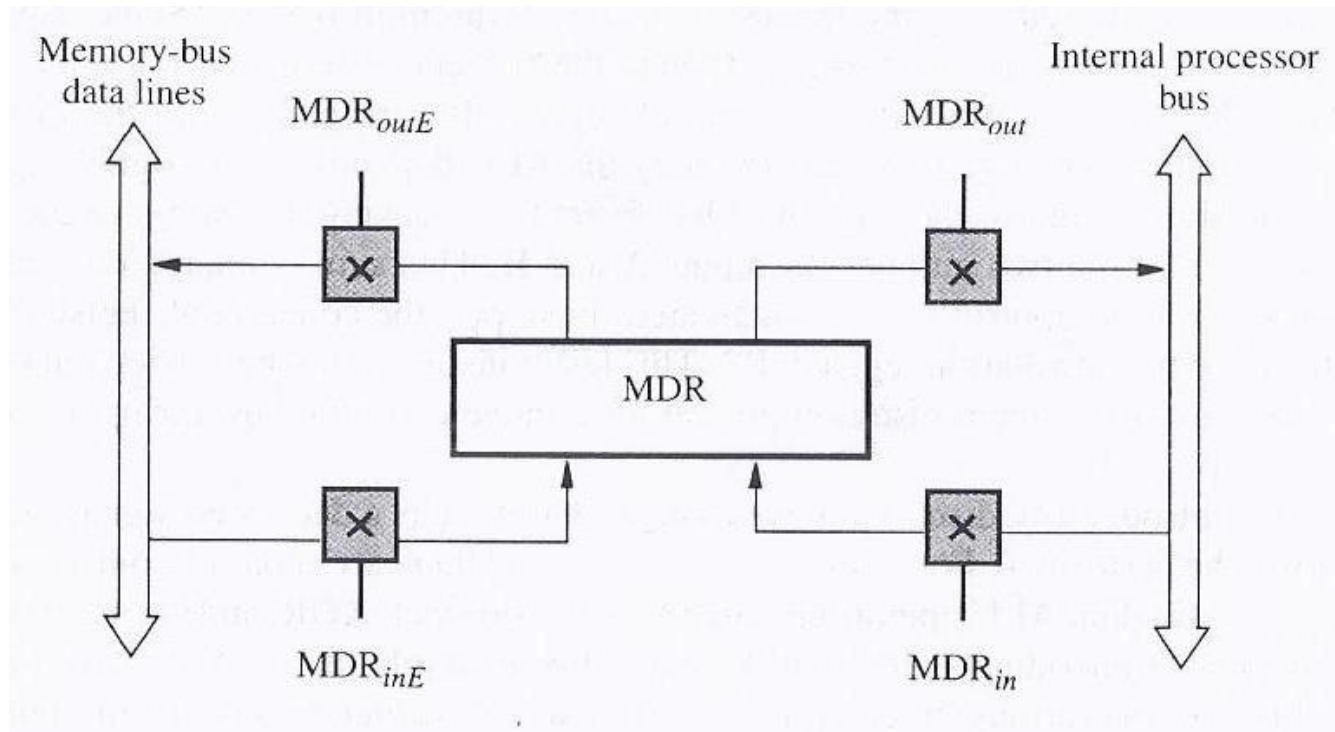 Memory-bus
data lines
MDRoutE
MDRout
Internal processor
bus
MDR
MDRinE
MDRin